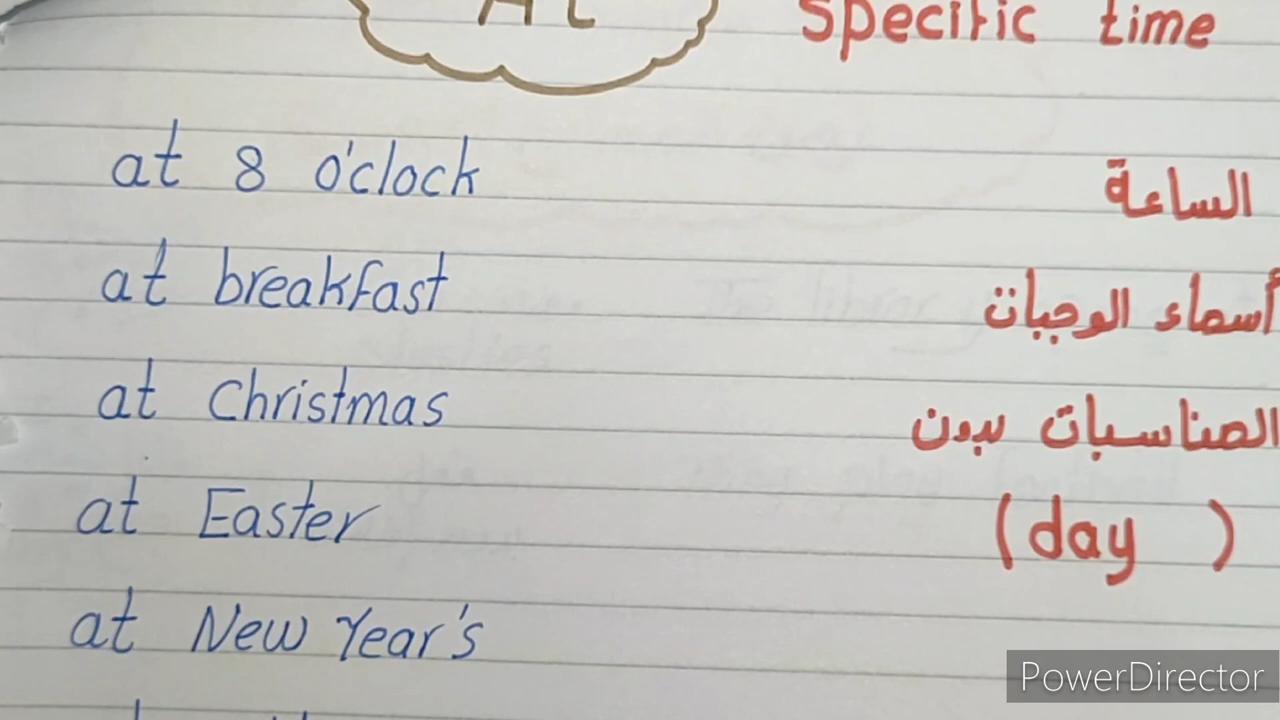 At specific time
at 8 o'clock الساعة
at breakfast أسماء الوجبات
at Christmas المناسبات بدون
at Easter (day )
at New Year's
PowerDirector